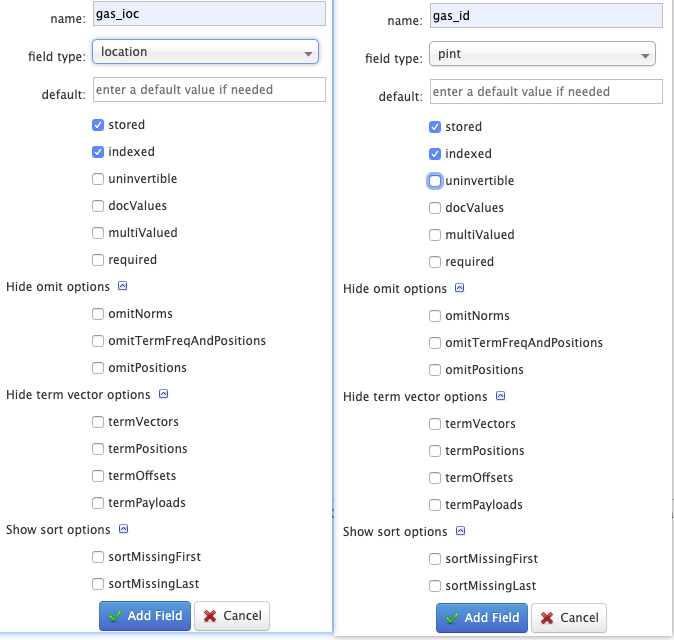 name: gas_ioc
field type: location
default: enter a default value if needed
stored
indexed
uninvertible
docValues
multiValued
required
Hide omit options
omitNorms
omitTermFreqAndPositions
omitPositions
Hide term vector options
termVectors
termPositions
termOffsets
termPayloads
Show sort options
sortMissingFirst
sortMissingLast
Add Field Cancel
name: gas_id
field type: pint
default: enter a default value if needed
stored
indexed
uninvertible
docValues
multiValued
required
Hide omit options
omitNorms
omitTermFreqAndPositions
omitPositions
Hide term vector options
termVectors
termPositions
termOffsets
termPayloads
Show sort options
sortMissingFirst
sortMissingLast
Add Field Cancel